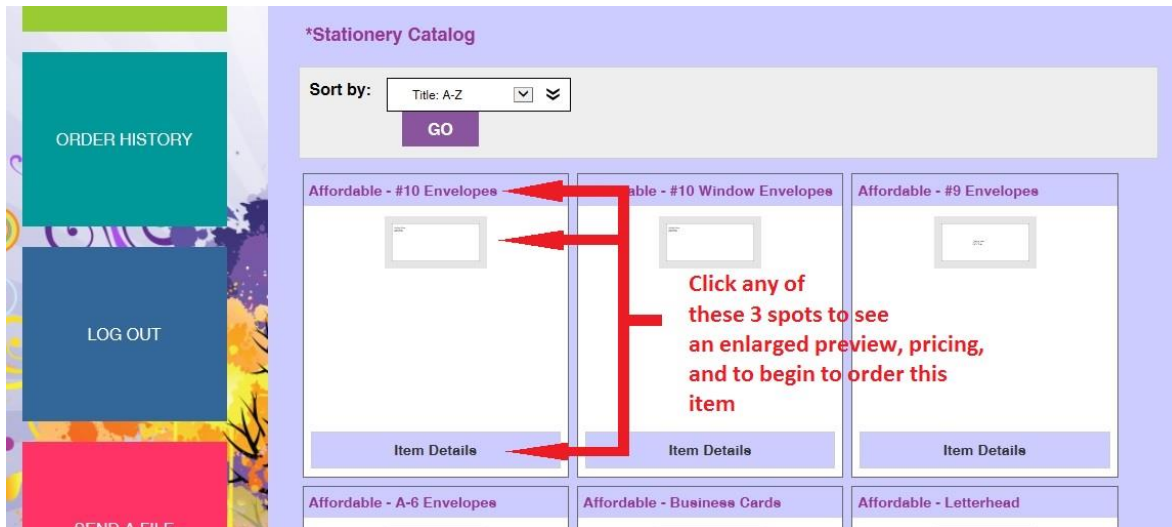 *Stationery Catalog
Sort by:
Title: A-Z
GO
ORDER HISTORY
LOG OUT
Affordable - #10 Envelopes
able - #10 Window Envelopes
Affordable - #9 Envelopes
Click any of
these 3 spots to see
an enlarged preview, pricing,
and to begin to order this
item
Item Details
Item Details
Item Details
Affordable - A-6 Envelopes
Affordable - Business Cards
Affordable - Letterhead
SEND A FILE